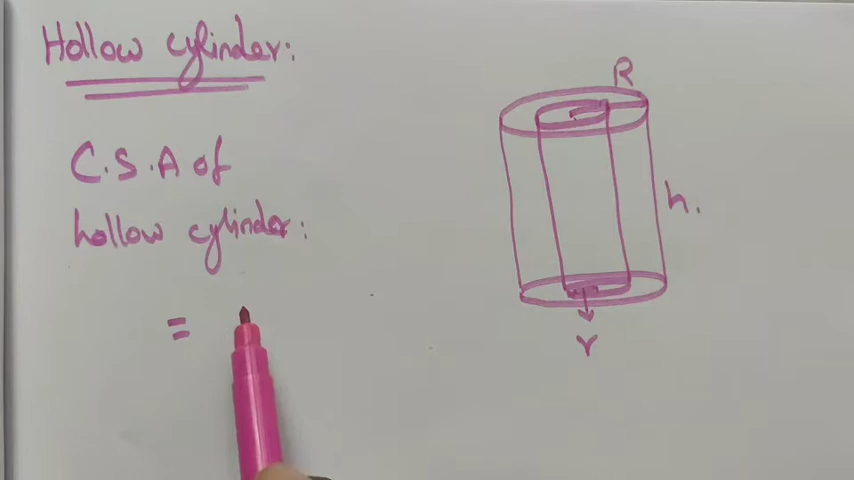 Hollow cylinder:
C.S.A of
hollow cylinder:
=
R
h.
r